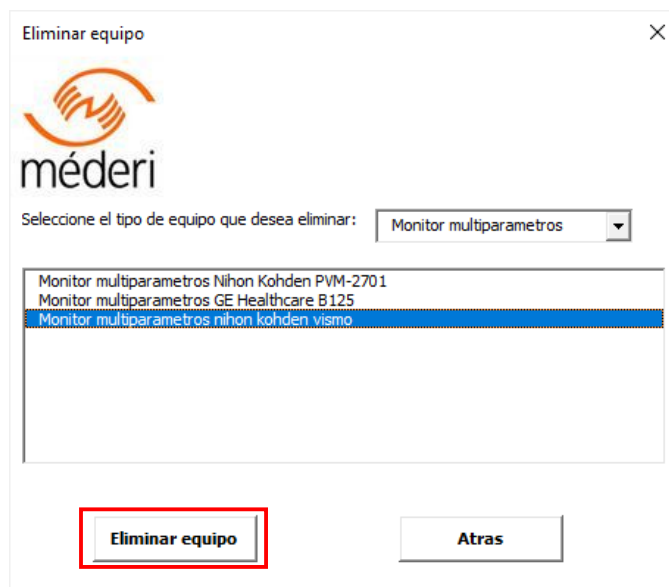 Eliminar equipo
méderi
Seleccione el tipo de equipo que desea eliminar: Monitor multiparametros
Monitor multiparametros Nihon Kohden PVM-2701
Monitor multiparametros GE Healthcare B125
Monitor multiparametros nihon kohden vismo
Eliminar equipo Atras